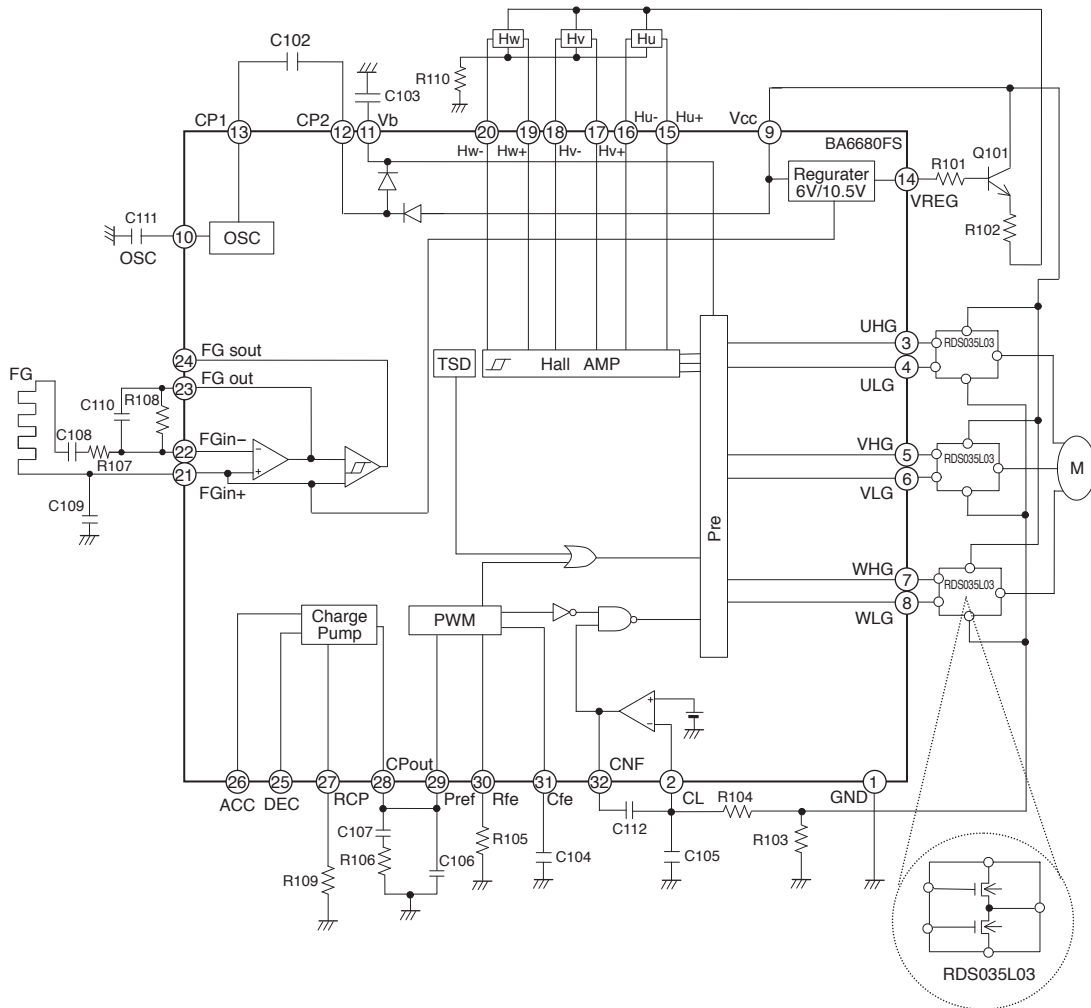 C102
Hw
Hv
Hu
R110
C103
CP1
CP2
Vb
Hu-
Hu+
Vcc
13
12
11
20
19
18
17
16
15
9
BA6680FS
Hw-
Hw+
Hv-
Hv+
Regurater
6V/10.5V
14
VREG
R101
Q101
R102
C111
10
OSC
OSC
UHG
3
RDS035L03
4
ULG
24
FG sout
TSD
Hall AMP
FG
23
FG out
C110
R108
C108
R107
22
FGin-
-
+
21
FGin+
C109
VHG
5
RDS035L03
6
VLG
M
Pre
WHG
7
RDS035L03
8
WLG
Charge
Pump
PWM
+
-
CPout
CNF
26
25
27
28
29
30
31
32
2
1
ACC
DEC
RCP
Pref
Rfe
Cfe
CL
GND
R104
C112
C107
R106
C106
R105
C104
C105
R103
R109
RDS035L03